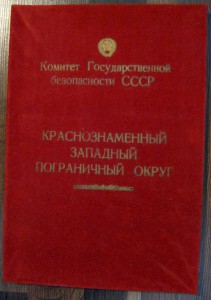 Комитет Государственной
безопасности СССР
КРАСНОЗНАМЕННЫЙ
ЗАПАДНЫЙ
ПОГРАНИЧНЫЙ ОКРУГ